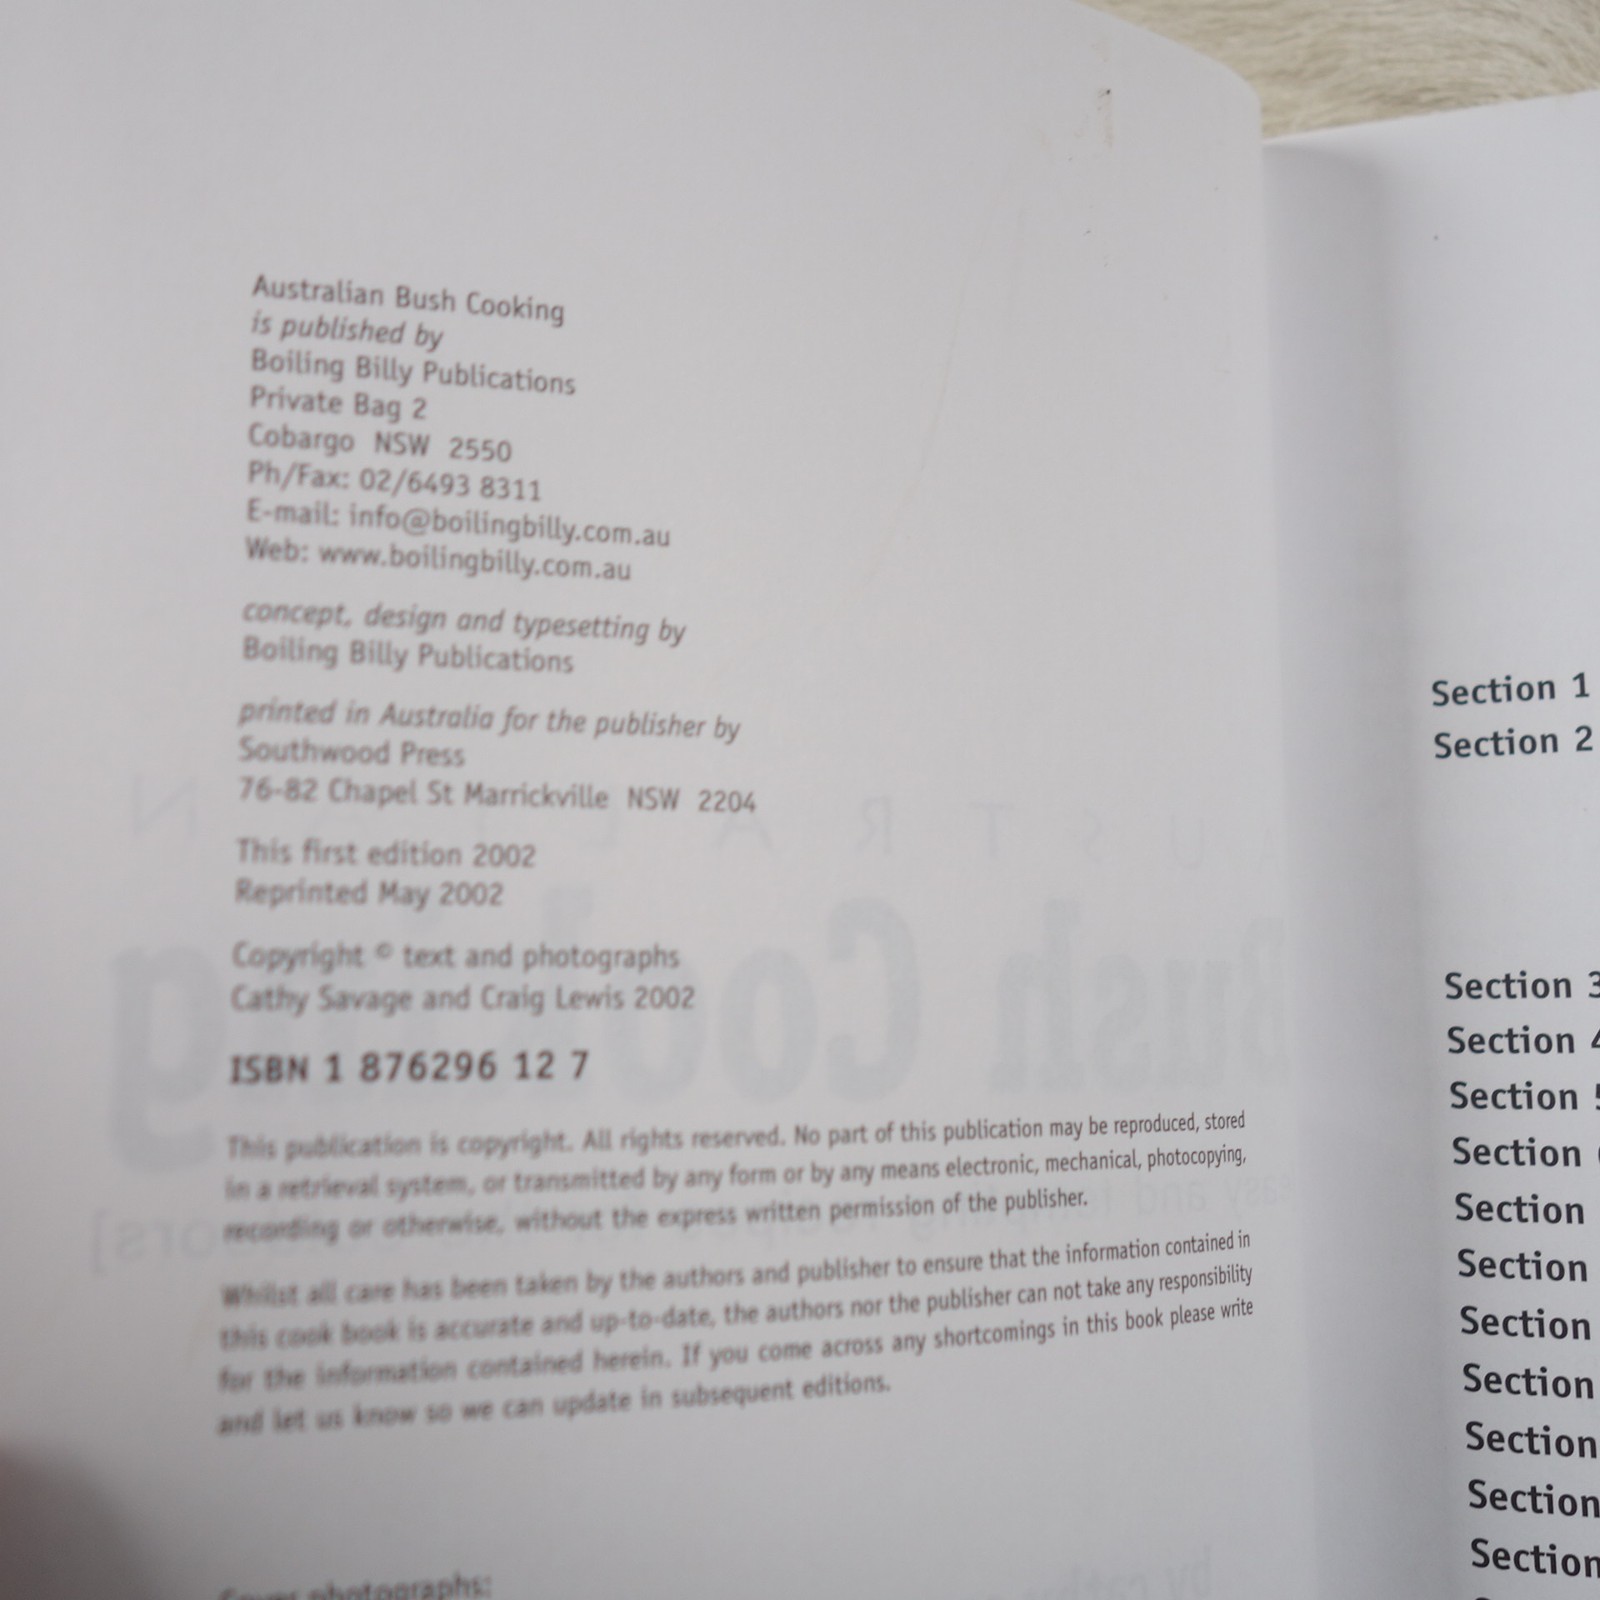 Australian Bush Cooking
is published by
Boiling Billy Publications
Private Bag 2
Cobargo NSW 2550
Ph/Fax: 02/6493 8311
E-mail: info@boilingbilly.com.au
Web: www.boilingbilly.com.au
concept, design and typesetting by
Boiling Billy Publications
printed in Australia for the publisher by
Southwood Press
76-82 Chapel St Marrickville NSW 2204
This first edition 2002
Reprinted May 2002
Copyright © text and photographs
Cathy Savage and Craig Lewis 2002
ISBN 1 876296 12 7
This publication is copyright. All rights reserved. No part of this publication may be reproduced, stored
in a retrieval system, or transmitted by any form or by any means electronic, mechanical, photocopying,
recording or otherwise, without the express written permission of the publisher.
Whilst all care has been taken by the authors and publisher to ensure that the information contained in
this cook book is accurate and up-to-date, the authors nor the publisher can not take any responsibility
for the information contained herein. If you come across any shortcomings in this book please write
and let us know so we can update in subsequent editions.
Cover photographs:
Section 1
Section 2
Section 3
Section 4
Section 5
Section
Section
Section
Section
Section
Section
Section
Section